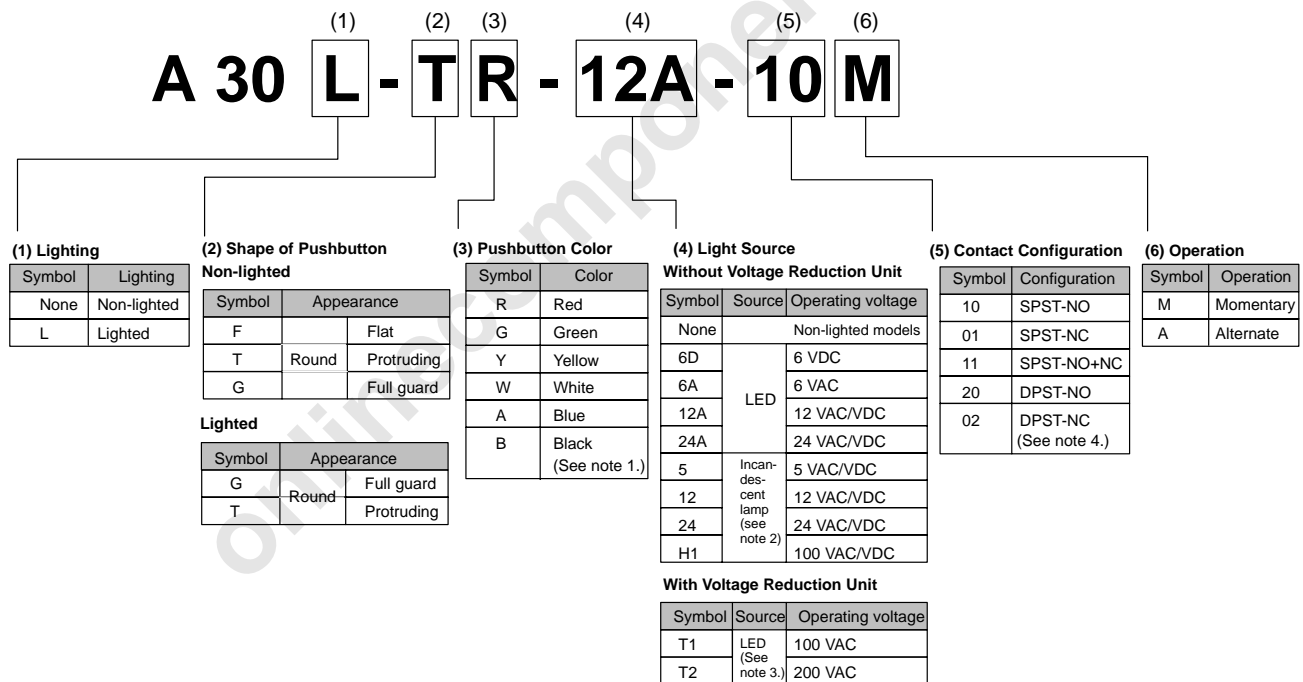 (1) (2) (3) (4) (5) (6)
A 30 L - T R - 12A - 10 M
(1) Lighting
Symbol Lighting
None Non-lighted
L Lighted
(2) Shape of Pushbutton
Non-lighted
Symbol Appearance
F Flat
T Round Protruding
G Full guard
Lighted
Symbol Appearance
G Full guard
Round
T Protruding
(3) Pushbutton Color
Symbol Color
R Red
G Green
Y Yellow
W White
A Blue
B Black
(See note 1.)
(4) Light Source
Without Voltage Reduction Unit
Symbol Source Operating voltage
None Non-lighted models
6D 6 VDC
6A 6 VAC
LED
12A 12 VAC/VDC
24A 24 VAC/VDC
5 Incan- 5 VAC/VDC
des-
12 cent 12 VAC/VDC
lamp
24 (see 24 VAC/VDC
note 2)
H1 100 VAC/VDC
With Voltage Reduction Unit
Symbol Source Operating voltage
T1 LED 100 VAC
(See
T2 note 3.) 200 VAC
(5) Contact Configuration
Symbol Configuration
10 SPST-NO
01 SPST-NC
11 SPST-NO+NC
20 DPST-NO
02 DPST-NC
(See note 4.)
(6) Operation
Symbol Operation
M Momentary
A Alternate
onlinecomponen